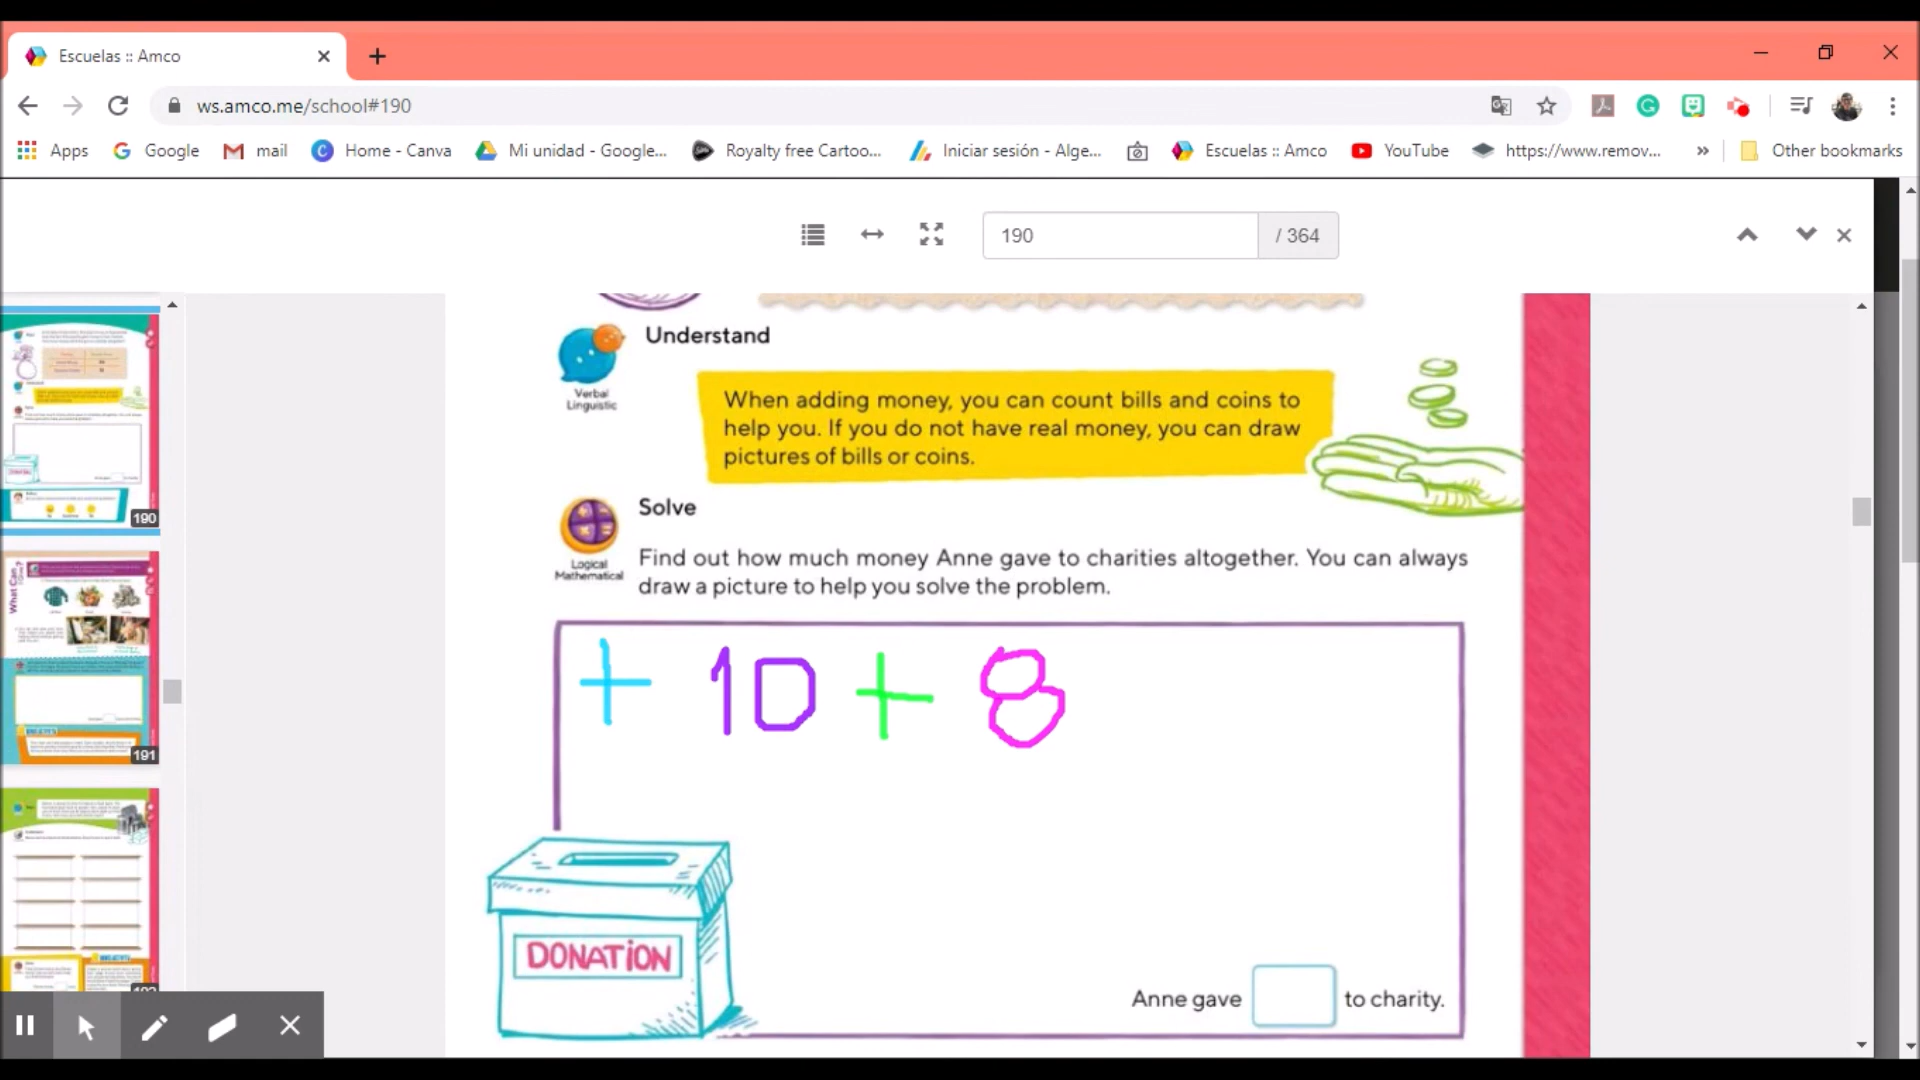 Escuelas :: Amco
ws.amco.me/school#190
Apps Google mail Home - Canva Mi unidad - Google... Royalty free Cartoo... Iniciar sesión - Alge... Escuelas :: Amco YouTube https://www.remov... » Other bookmarks
190 / 364
Understand
Verbal
Linguistic
When adding money, you can count bills and coins to
help you. If you do not have real money, you can draw
pictures of bills or coins.
Solve
Logical
Mathematical
Find out how much money Anne gave to charities altogether. You can always
draw a picture to help you solve the problem.
+ 10 + 8
DONATION
Anne gave to charity.
190
What Can
191